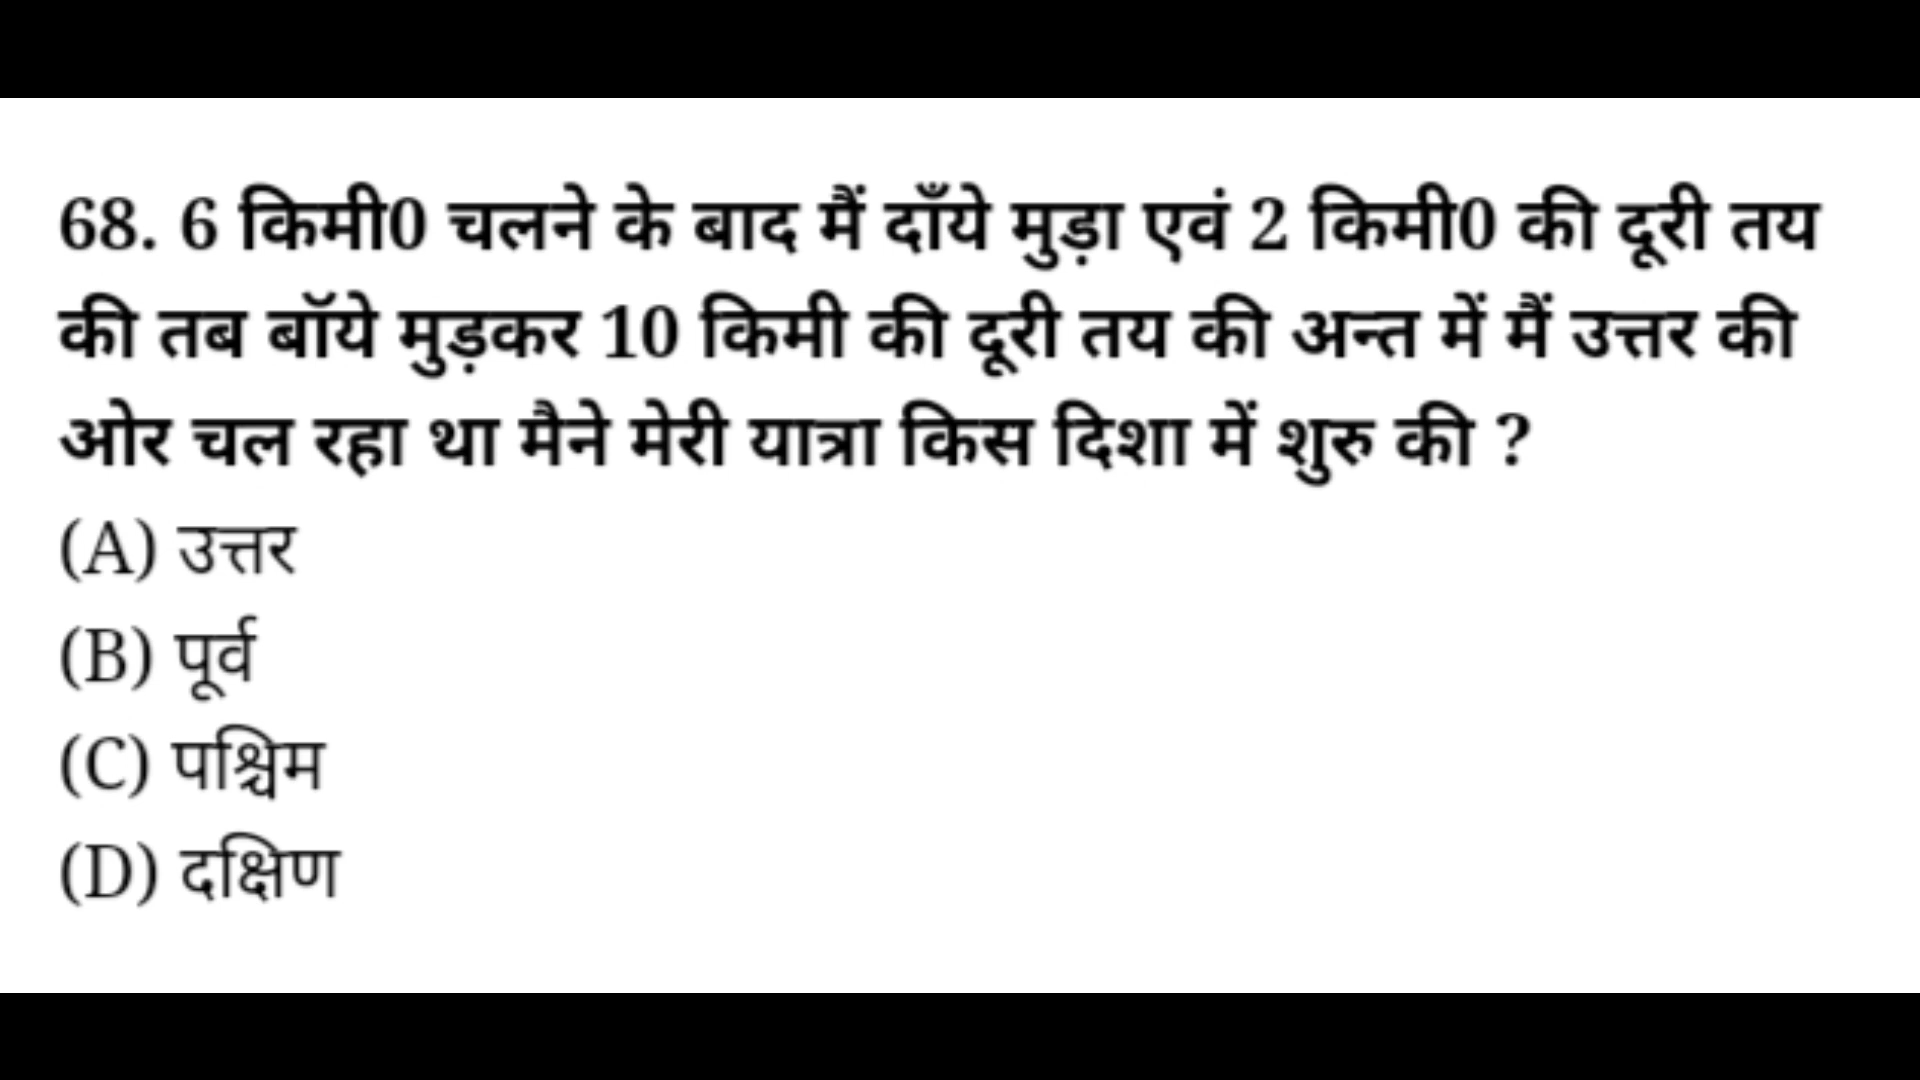 68. 6 किमी0 चलने के बाद मैं दाँये मुड़ा एवं 2 किमी0 की दूरी तय
की तब बॉये मुड़कर 10 किमी की दूरी तय की अन्त में मैं उत्तर की
ओर चल रहा था मैने मेरी यात्रा किस दिशा में शुरु की ?
(A) उत्तर
(B) पूर्व
(C) पश्चिम
(D) दक्षिण